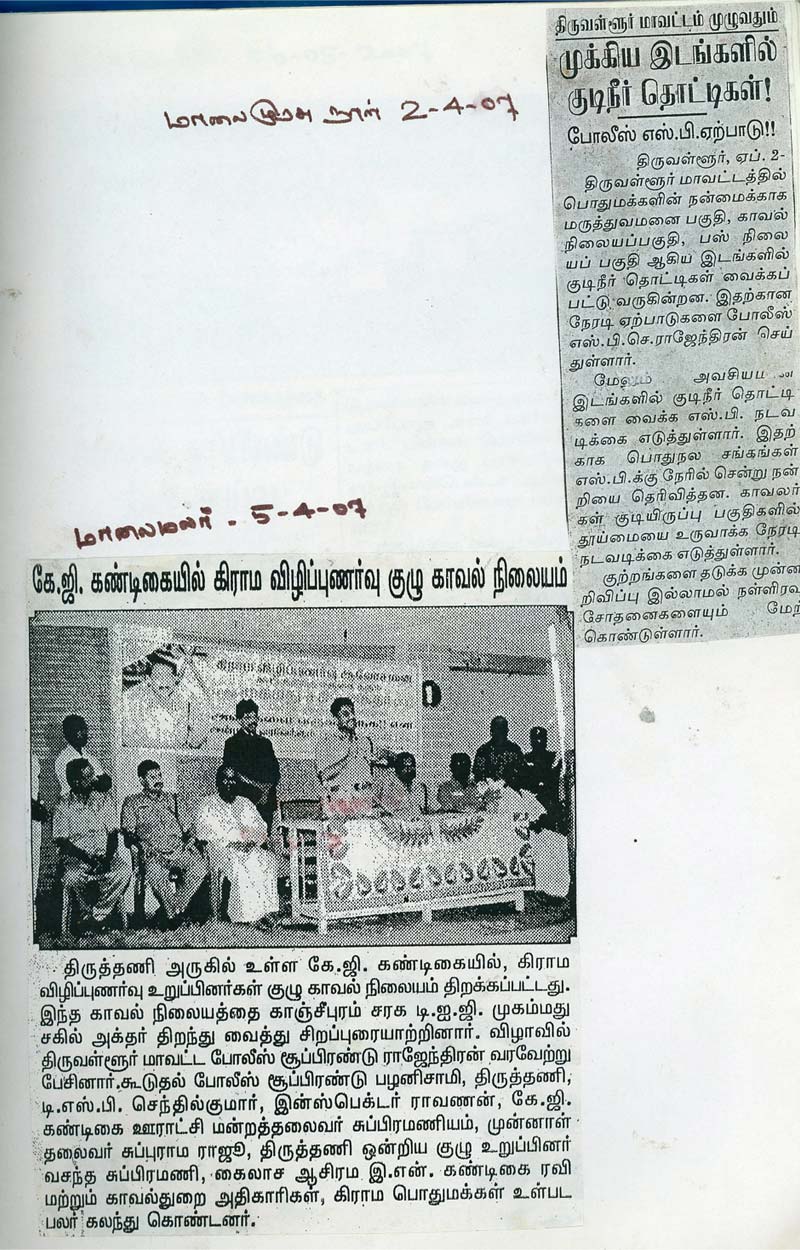 மாலை முரசு நாள் 2-4-07
திருவள்ளூர் மாவட்டம் முழுவதும்
முக்கிய இடங்களில்
குடிநீர் தொட்டிகள்!
போலீஸ் எஸ்.பி.ஏற்பாடு!!
திருவள்ளூர், ஏப். 2-
திருவள்ளூர் மாவட்டத்தில்
பொதுமக்களின் நன்மைக்காக
மருத்துவமனை பகுதி, காவல்
நிலையப்பகுதி, பஸ் நிலை
யப் பகுதி ஆகிய இடங்களில்
குடிநீர் தொட்டிகள் வைக்கப்
பட்டு வருகின்றன. இதற்கான
நேரடி ஏற்பாடுகளை போலீஸ்
எஸ்.பி.செ.ராஜேந்திரன் செய்
துள்ளார்.
மேலும் அவசியமான
இடங்களில் குடிநீர் தொட்டி
களை வைக்க எஸ்.பி. நடவ
டிக்கை எடுத்துள்ளார். இதற்
காக பொதுநல சங்கங்கள்
எஸ்.பி.க்கு நேரில் சென்று நன்
றியை தெரிவித்தன. காவலர்
கள் குடியிருப்பு பகுதிகளில்
தூய்மையை உருவாக்க நேரடி
நடவடிக்கை எடுத்துள்ளார்.
குற்றங்களை தடுக்க முன்ன
றிவிப்பு இல்லாமல் நள்ளிரவு
சோதனைகளையும் மேற்
கொண்டுள்ளார்.
மாலைமலர் - 5-4-07
கே.ஜி. கண்டிகையில் கிராம விழிப்புணர்வு குழு காவல் நிலையம்
கிராம விழிப்புணர்வு ஆலோசனை
திருத்தணி அருகில் உள்ள கே.ஜி. கண்டிகையில், கிராம
விழிப்புணர்வு உறுப்பினர்கள் குழு காவல் நிலையம் திறக்கப்பட்டது.
இந்த காவல் நிலையத்தை காஞ்சீபுரம் சரக டி.ஐ.ஜி. முகம்மது
சகில் அக்தர் திறந்து வைத்து சிறப்புரையாற்றினார். விழாவில்
திருவள்ளூர் மாவட்ட போலீஸ் சூப்பிரண்டு ராஜேந்திரன் வரவேற்று
பேசினார்.கூடுதல் போலீஸ் சூப்பிரண்டு பழனிசாமி, திருத்தணி,
டி.எஸ்.பி. செந்தில்குமார், இன்ஸ்பெக்டர் ராவணன், கே.ஜி.
கண்டிகை ஊராட்சி மன்றத்தலைவர் சுப்பிரமணியம், முன்னாள்
தலைவர் சுப்புராம ராஜூ, திருத்தணி ஒன்றிய குழு உறுப்பினர்
வசந்த சுப்பிரமணி, கைலாச ஆசிரம இ.என். கண்டிகை ரவி
மற்றும் காவல்துறை அதிகாரிகள், கிராம பொதுமக்கள் உள்பட
பலர் கலந்து கொண்டனர்.